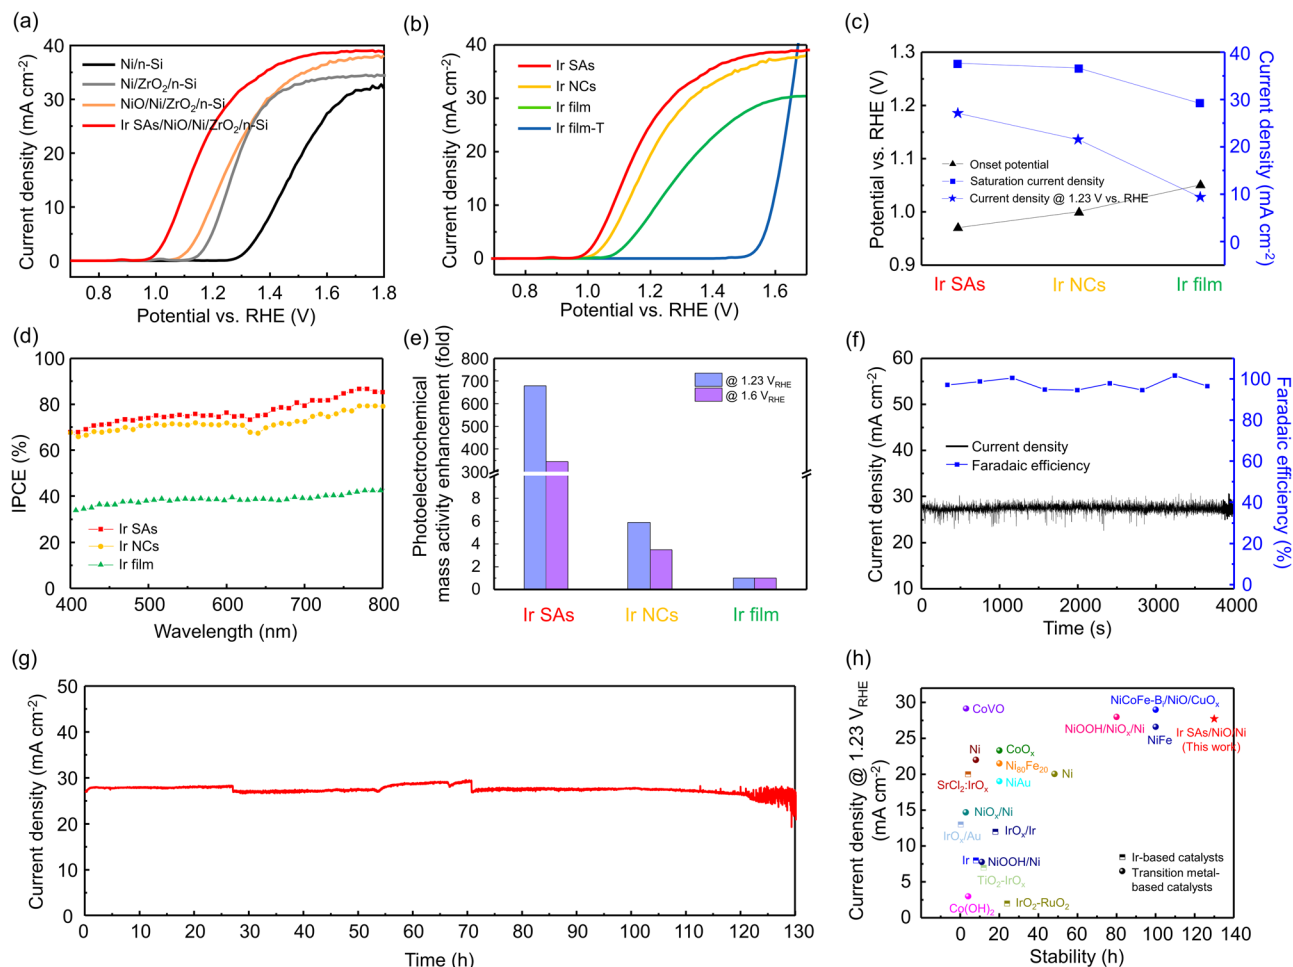 (a)
Current density (mA cm⁻²)
40
30
20
10
0
Ni/n-Si
Ni/ZrO₂/n-Si
NiO/Ni/ZrO₂/n-Si
Ir SAs/NiO/Ni/ZrO₂/n-Si
0.8 1.0 1.2 1.4 1.6 1.8
Potential vs. RHE (V)
(b)
Current density (mA cm⁻²)
40
30
20
10
0
Ir SAs
Ir NCs
Ir film
Ir film-T
0.8 1.0 1.2 1.4 1.6
Potential vs. RHE (V)
(c)
Potential vs. RHE (V)
1.3
1.2
1.1
1.0
0.9
Onset potential
Saturation current density
Current density @ 1.23 V vs. RHE
40
30
20
10
0
Current density (mA cm⁻²)
Ir SAs Ir NCs Ir film
(d)
IPCE (%)
100
80
60
40
20
0
Ir SAs
Ir NCs
Ir film
400 500 600 700 800
Wavelength (nm)
(e)
Photoelectrochemical
mass activity enhancement (fold)
800
700
600
500
400
300
8
6
4
2
0
@ 1.23 V_RHE
@ 1.6 V_RHE
Ir SAs Ir NCs Ir film
(f)
Current density (mA cm⁻²)
60
50
40
30
20
10
Current density
Faradaic efficiency
100
80
60
40
20
0
Faradaic efficiency (%)
0 1000 2000 3000 4000
Time (s)
(g)
Current density (mA cm⁻²)
50
40
30
20
10
0
0 10 20 30 40 50 60 70 80 90 100 110 120 130
Time (h)
(h)
Current density @ 1.23 V_RHE
(mA cm⁻²)
30
25
20
15
10
5
0
CoVO
NiCoFe-Bᵢ/NiO/CuOₓ
NiOOH/NiOₓ/Ni
NiFe
Ir SAs/NiO/Ni
(This work)
Ni
CoOₓ
Ni₈₀Fe₂₀
Ni
SrCl₂:IrOₓ
NiAu
NiOₓ/Ni
IrOₓ/Au
IrOₓ/Ir
Ir
NiOOH/Ni
TiO₂-IrOₓ
Co(OH)₂
IrO₂-RuO₂
Ir-based catalysts
Transition metal-
based catalysts
0 20 40 60 80 100 120 140
Stability (h)